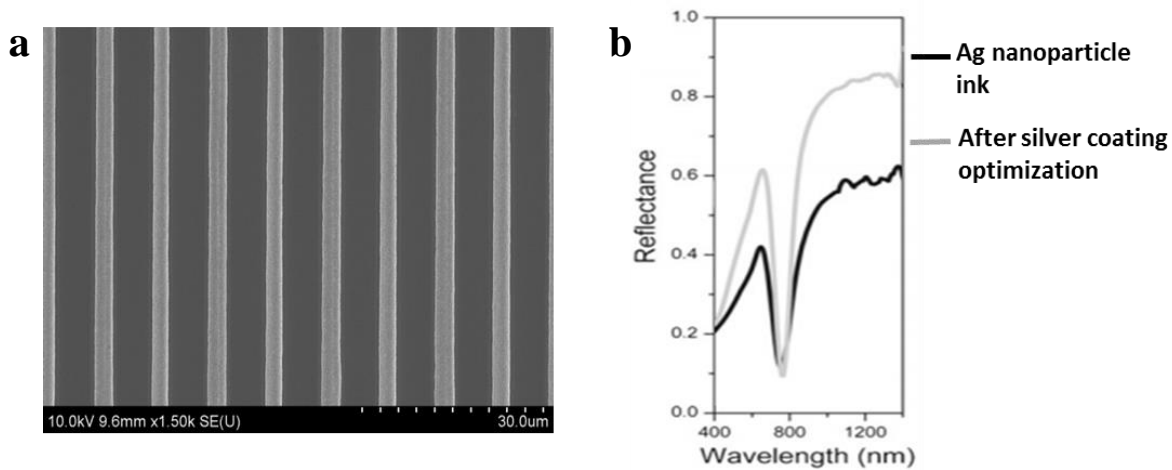 a
10.0kV 9.6mm x1.50k SE(U)
30.0um
b
1.0
0.8
0.6
0.4
0.2
0.0
Reflectance
400
800
1200
Wavelength (nm)
Ag nanoparticle
ink
After silver coating
optimization